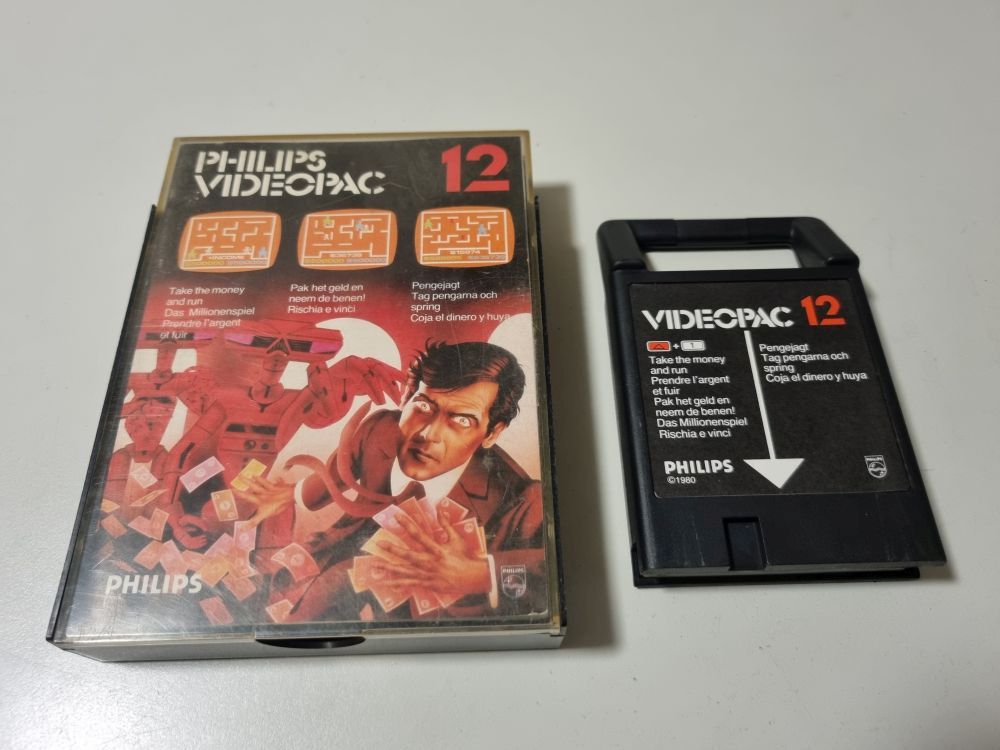 PHILIPS
VIDEOPAC
12
Take the money
and run
Das Millionenspiel
Prendre l'argent
et fuir
Pak het geld en
neem de benen!
Rischia e vinci
Pengejagt
Tag pengarna och
spring
Coja el dinero y huya
PHILIPS
PHILIPS
VIDEOPAC 12
+ 1
Take the money
and run
Prendre l'argent
et fuir
Pak het geld en
neem de benen!
Das Millionenspiel
Rischia e vinci
Pengejagt
Tag pengarna och
spring
Coja el dinero y huya
PHILIPS
©1980
PHILIPS